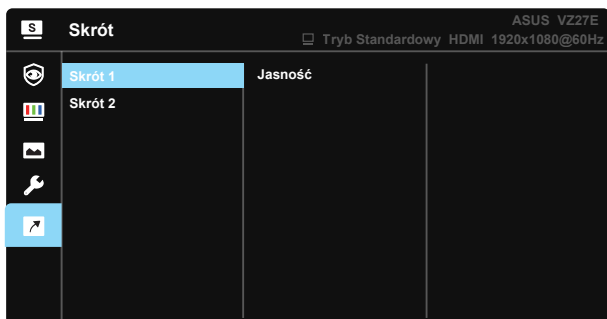 S
Skrót
ASUS VZ27E
Tryb Standardowy HDMI 1920x1080@60Hz
Skrót 1
Jasność
Skrót 2